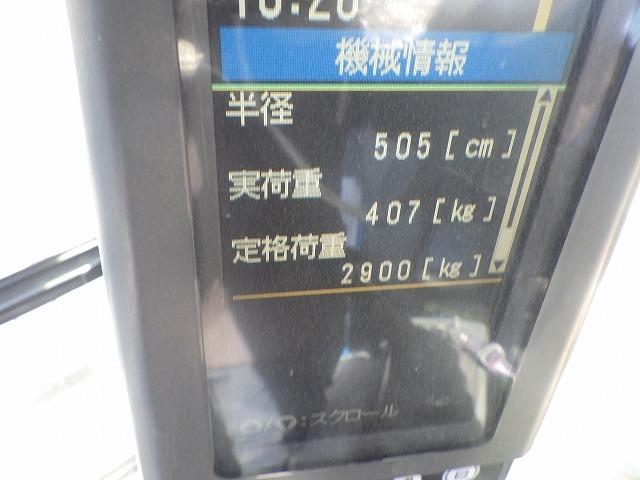 機械情報
半径
505[cm]
実荷重
407[kg]
定格荷重
2900[kg]
▲/▼:スクロール